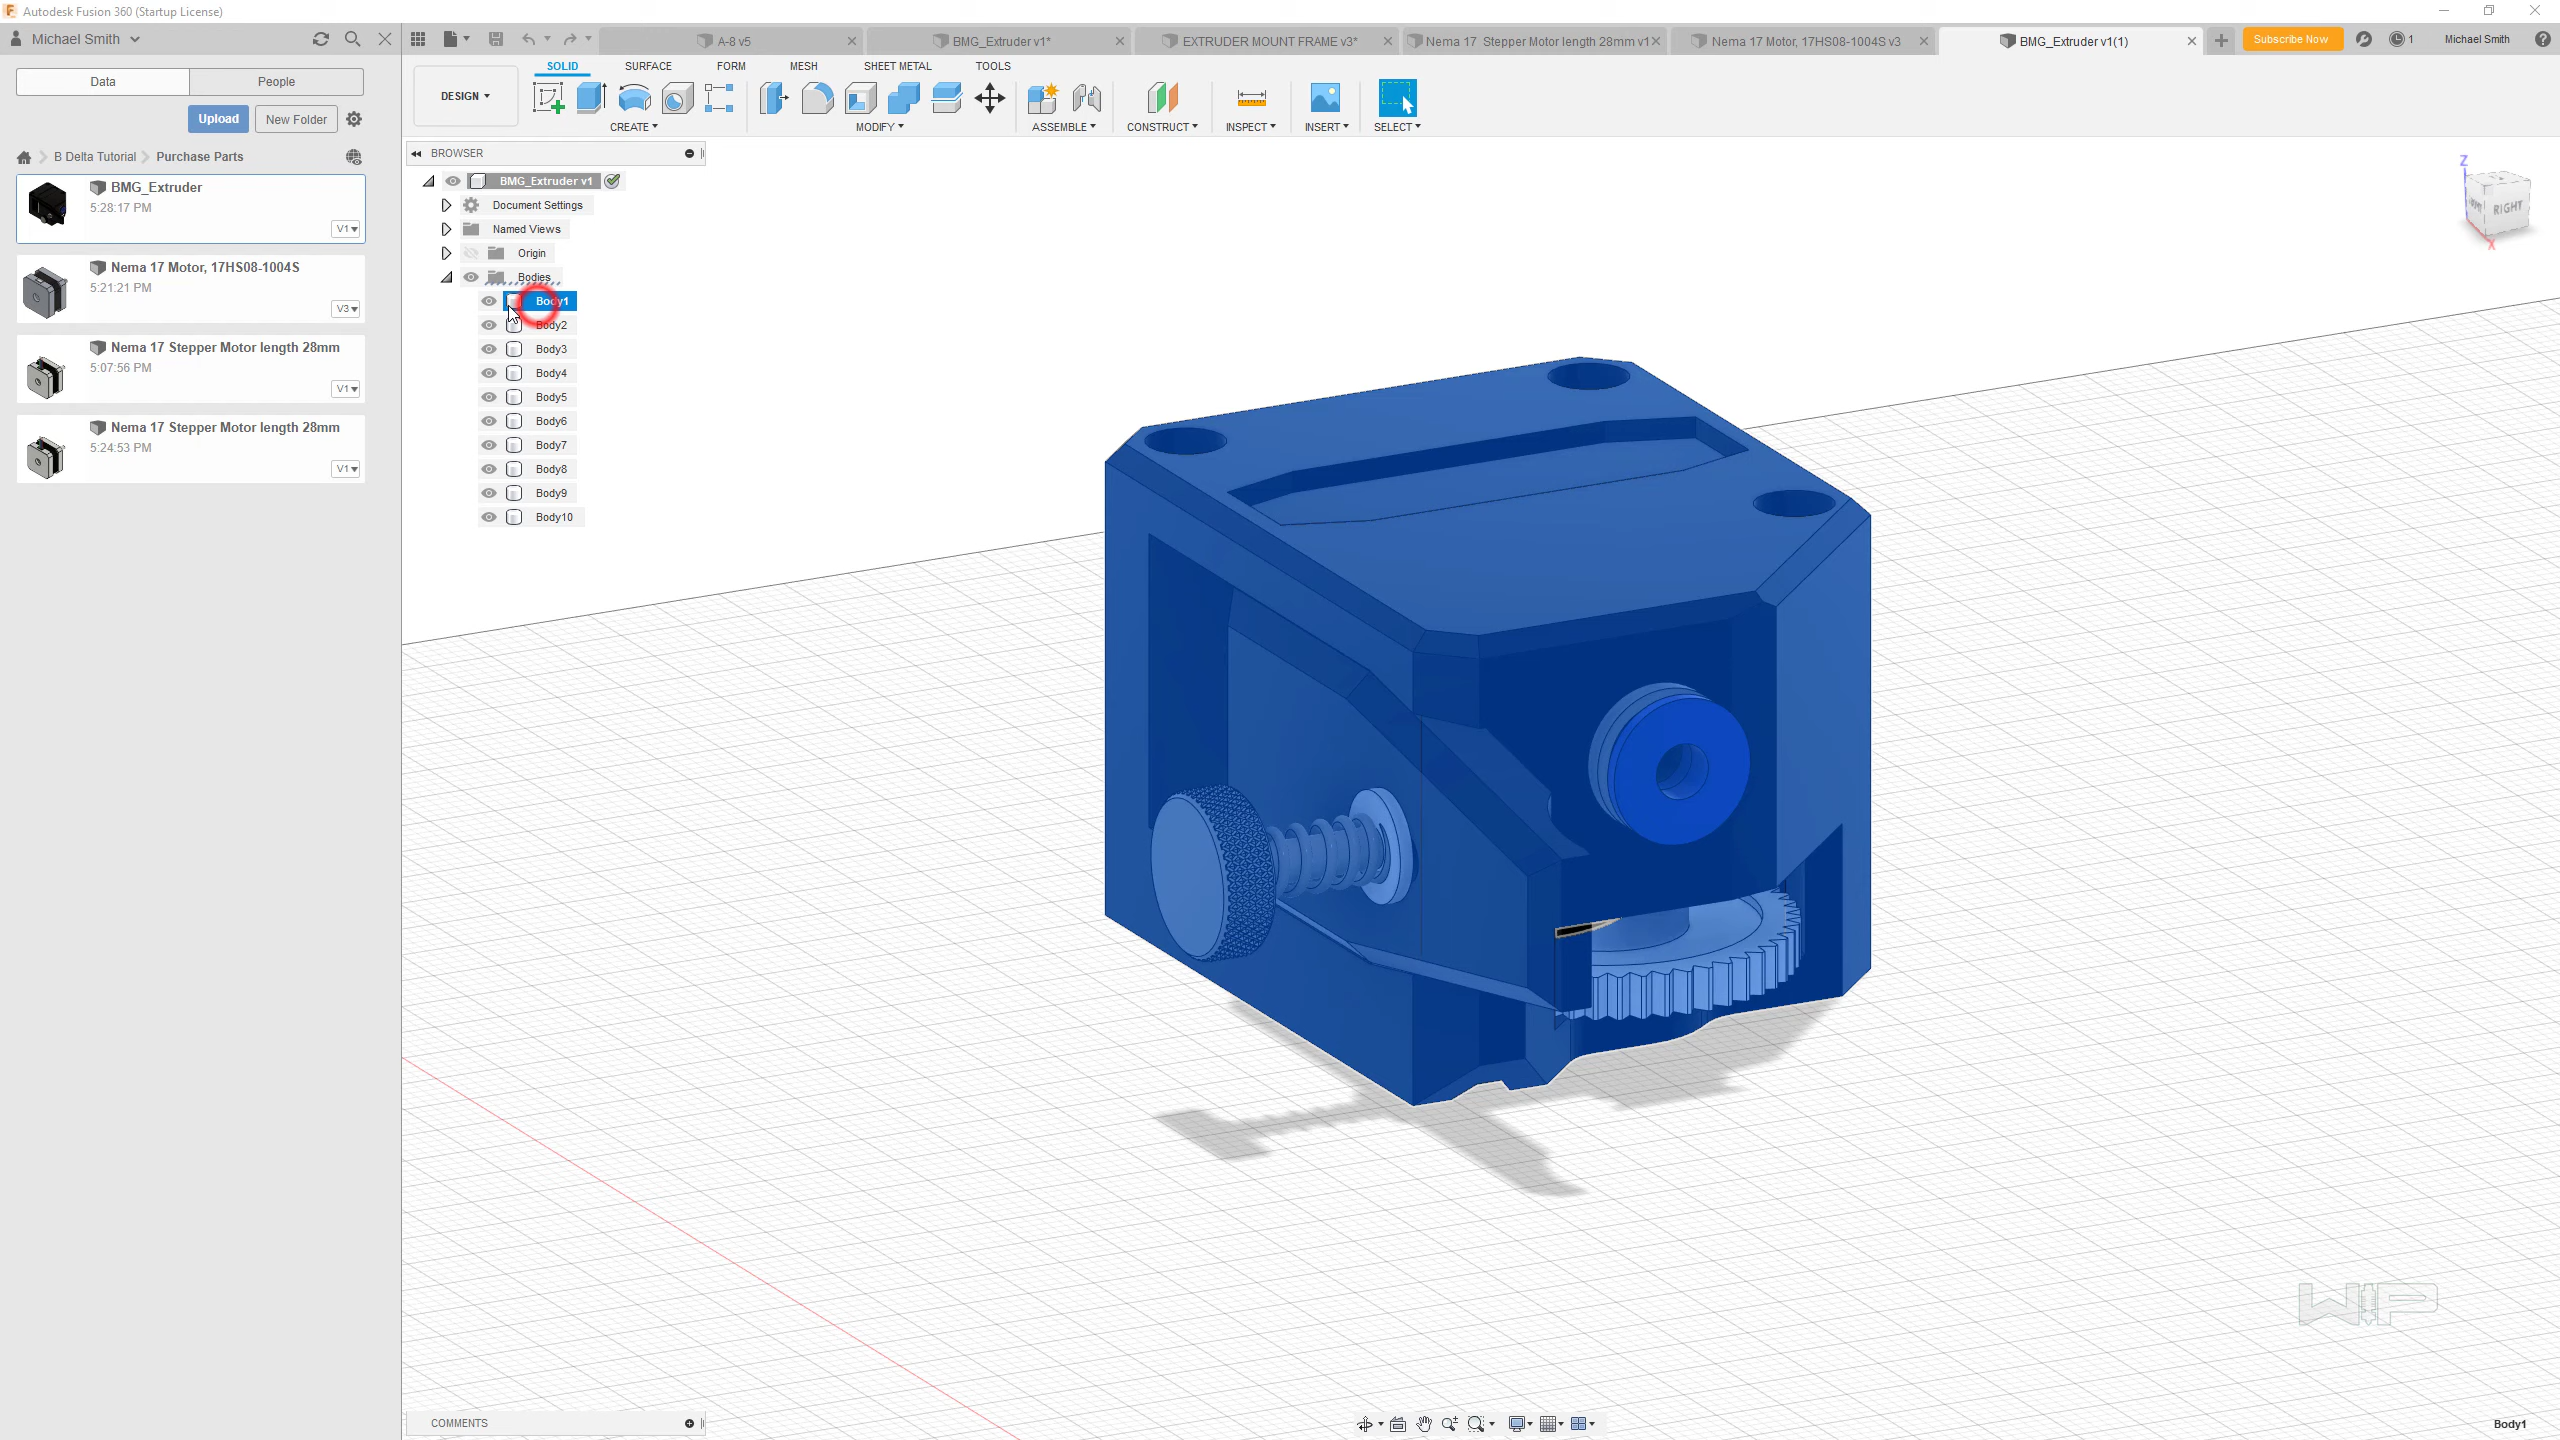 Autodesk Fusion 360 (Startup License)
Michael Smith
A-8 v5
BMG_Extruder v1*
EXTRUDER MOUNT FRAME v3*
Nema 17 Stepper Motor length 28mm v1
Nema 17 Motor, 17HS08-1004S v3
BMG_Extruder v1(1)
Subscribe Now
1
Michael Smith
Data
People
Upload
New Folder
B Delta Tutorial
Purchase Parts
BMG_Extruder
5:28:17 PM
V1
Nema 17 Motor, 17HS08-1004S
5:21:21 PM
V3
Nema 17 Stepper Motor length 28mm
5:07:56 PM
V1
Nema 17 Stepper Motor length 28mm
5:24:53 PM
V1
SOLID
SURFACE
FORM
MESH
SHEET METAL
TOOLS
DESIGN
CREATE
MODIFY
ASSEMBLE
CONSTRUCT
INSPECT
INSERT
SELECT
BROWSER
BMG_Extruder v1
Document Settings
Named Views
Origin
Bodies
Body1
Body2
Body3
Body4
Body5
Body6
Body7
Body8
Body9
Body10
Z
RIGHT
X
WIP
COMMENTS
Body1